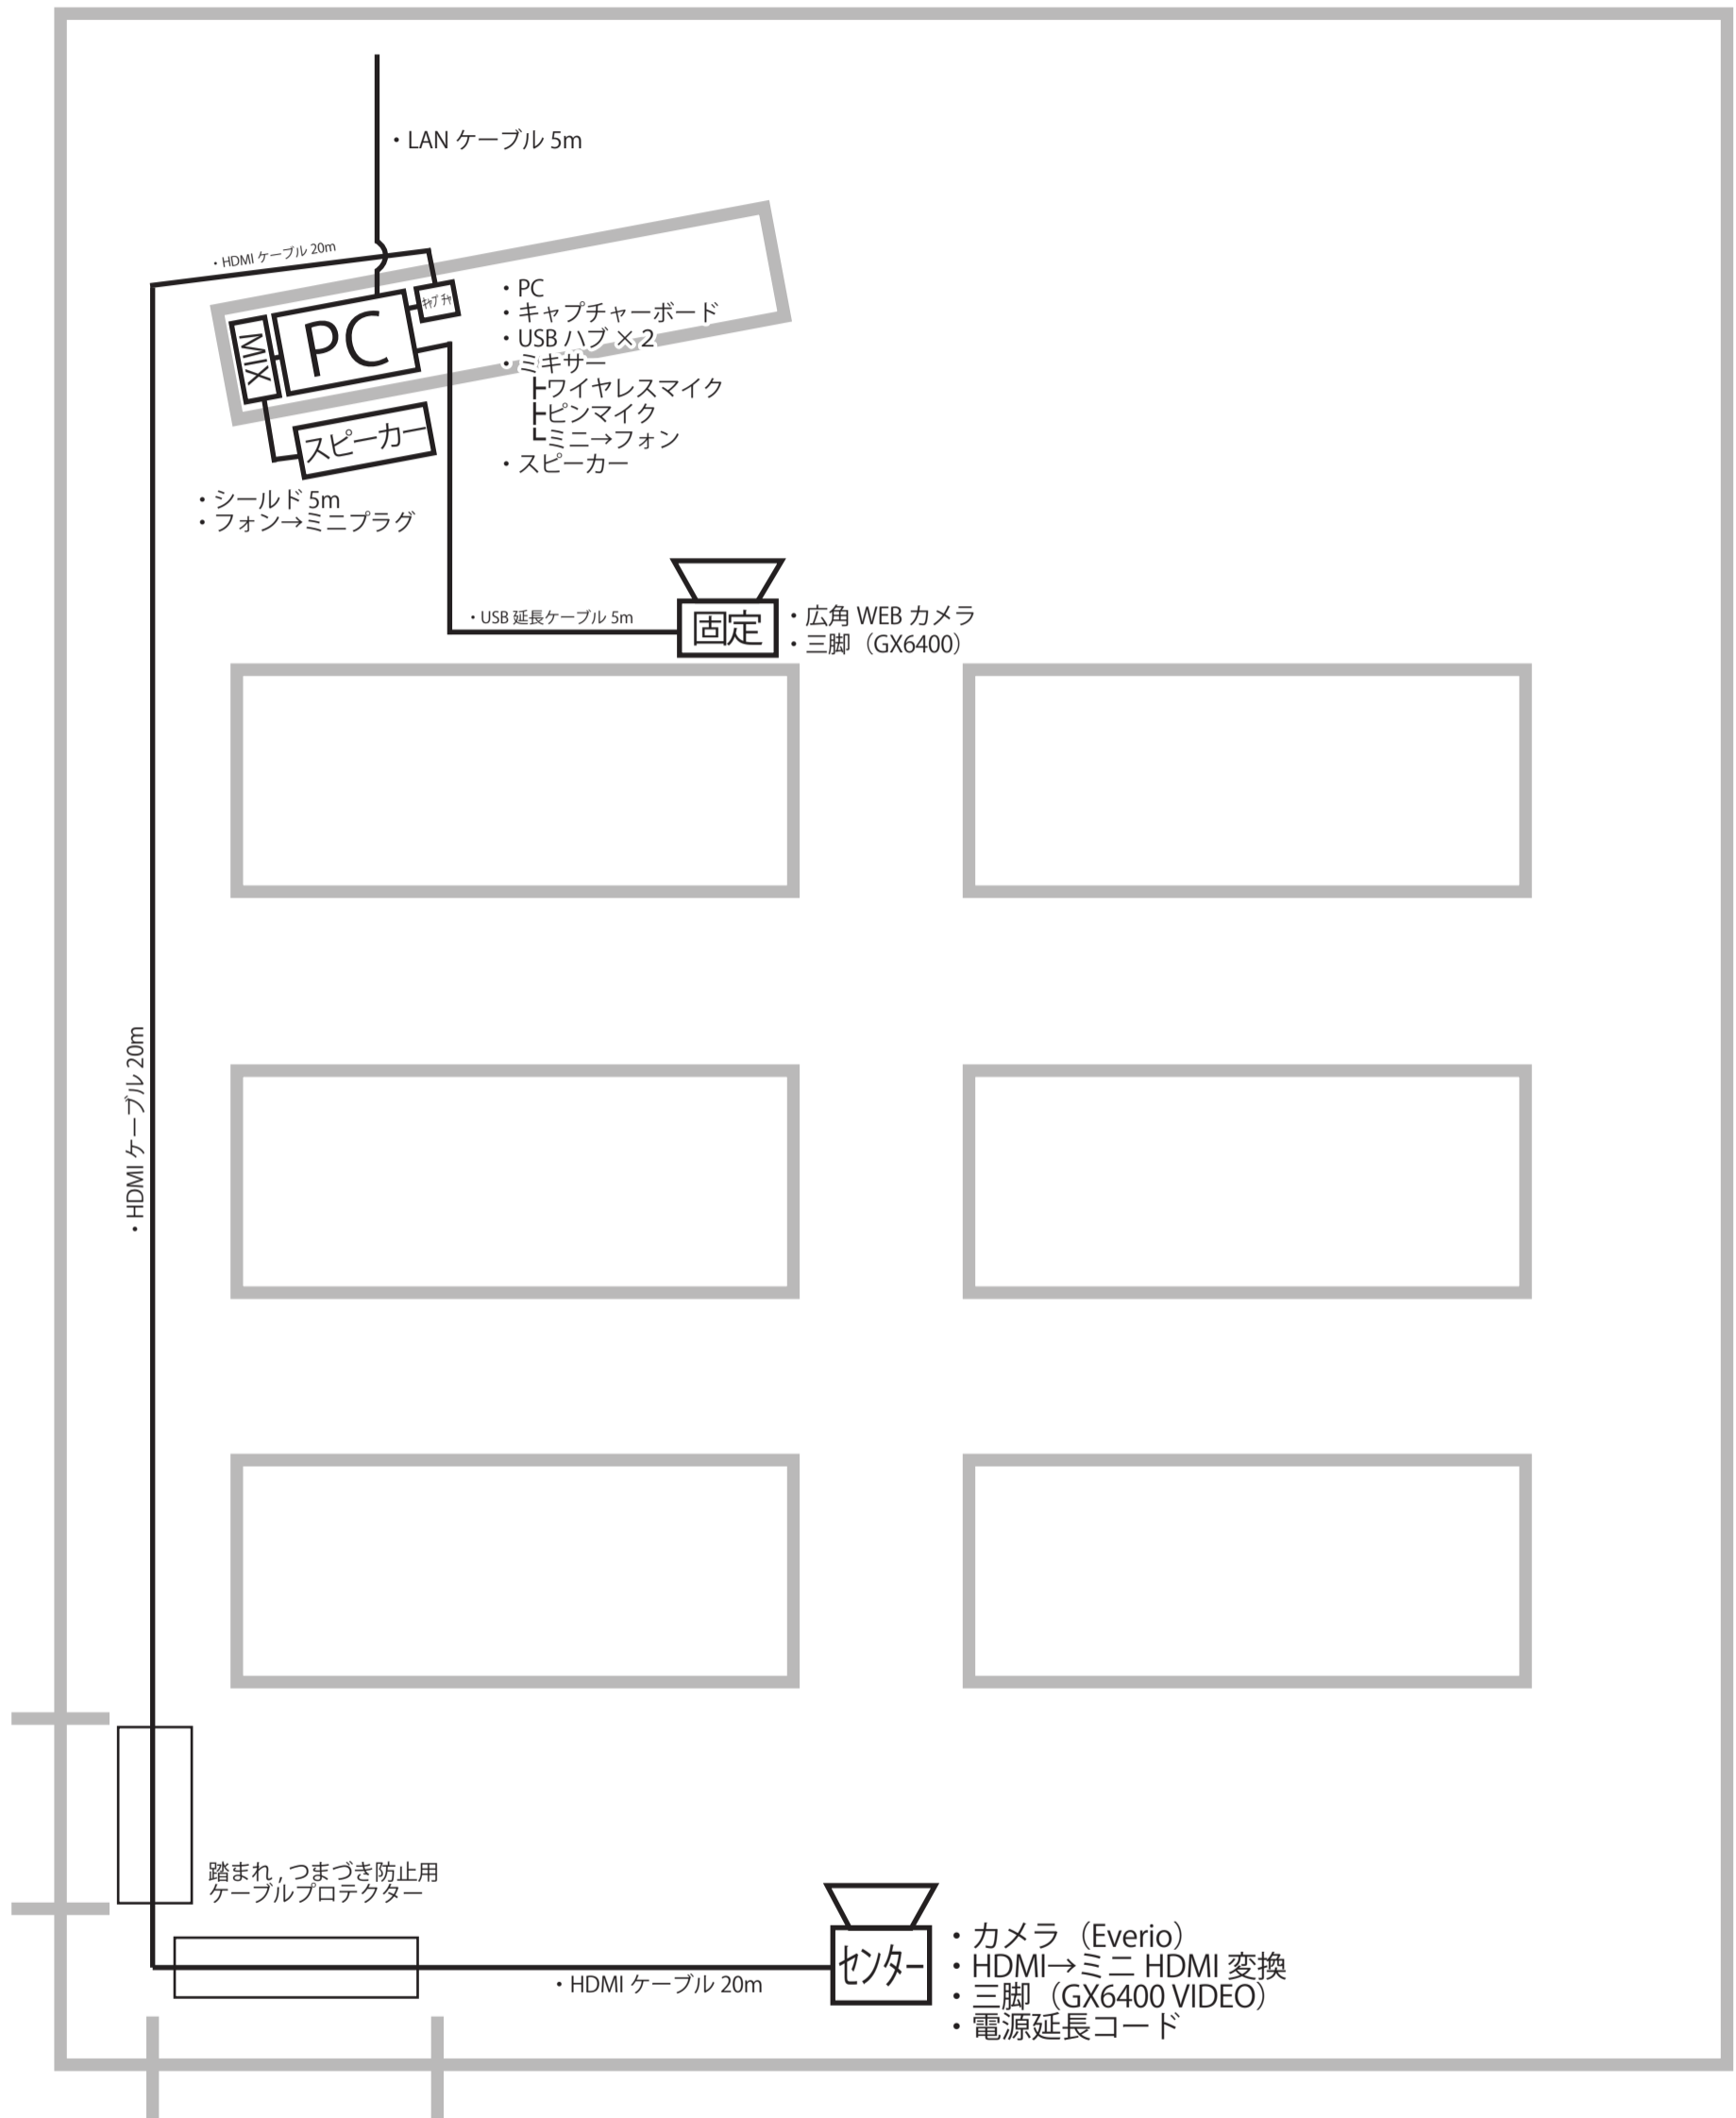 ・LAN ケーブル 5m
・HDMI ケーブル 20m
キャプチャ
PC
MIX
・PC
・キャプチャーボード
・USB ハブ ×2
・ミキサー
┣ワイヤレスマイク
┣ピンマイク
┗ミニ→フォン
・スピーカー
スピーカー
・シールド 5m
・フォン→ミニプラグ
・USB 延長ケーブル 5m
固定
・広角 WEB カメラ
・三脚（GX6400）
・HDMI ケーブル 20m
踏まれ , つまづき防止用
ケーブルプロテクター
・HDMI ケーブル 20m
センター
・カメラ（Everio）
・HDMI→ミニ HDMI 変換
・三脚（GX6400 VIDEO）
・電源延長コード